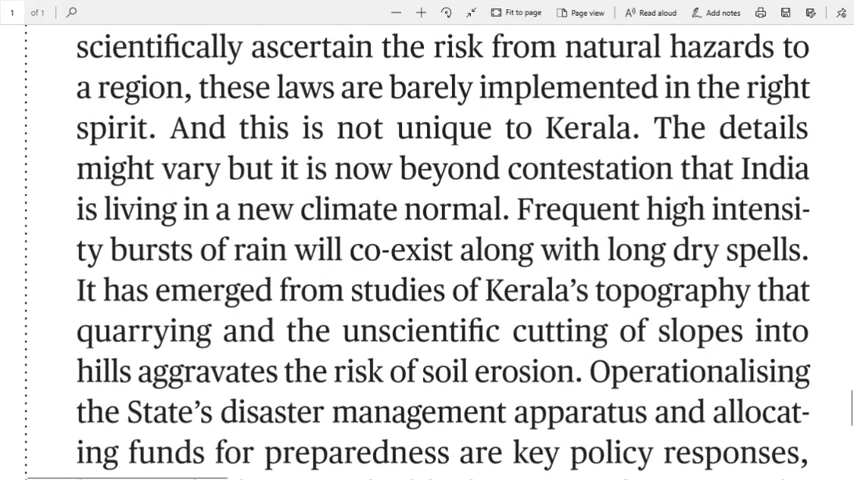 1 of 1 Fit to page Page view Read aloud Add notes
scientifically ascertain the risk from natural hazards to
a region, these laws are barely implemented in the right
spirit. And this is not unique to Kerala. The details
might vary but it is now beyond contestation that India
is living in a new climate normal. Frequent high intensi-
ty bursts of rain will co-exist along with long dry spells.
It has emerged from studies of Kerala’s topography that
quarrying and the unscientific cutting of slopes into
hills aggravates the risk of soil erosion. Operationalising
the State’s disaster management apparatus and allocat-
ing funds for preparedness are key policy responses,